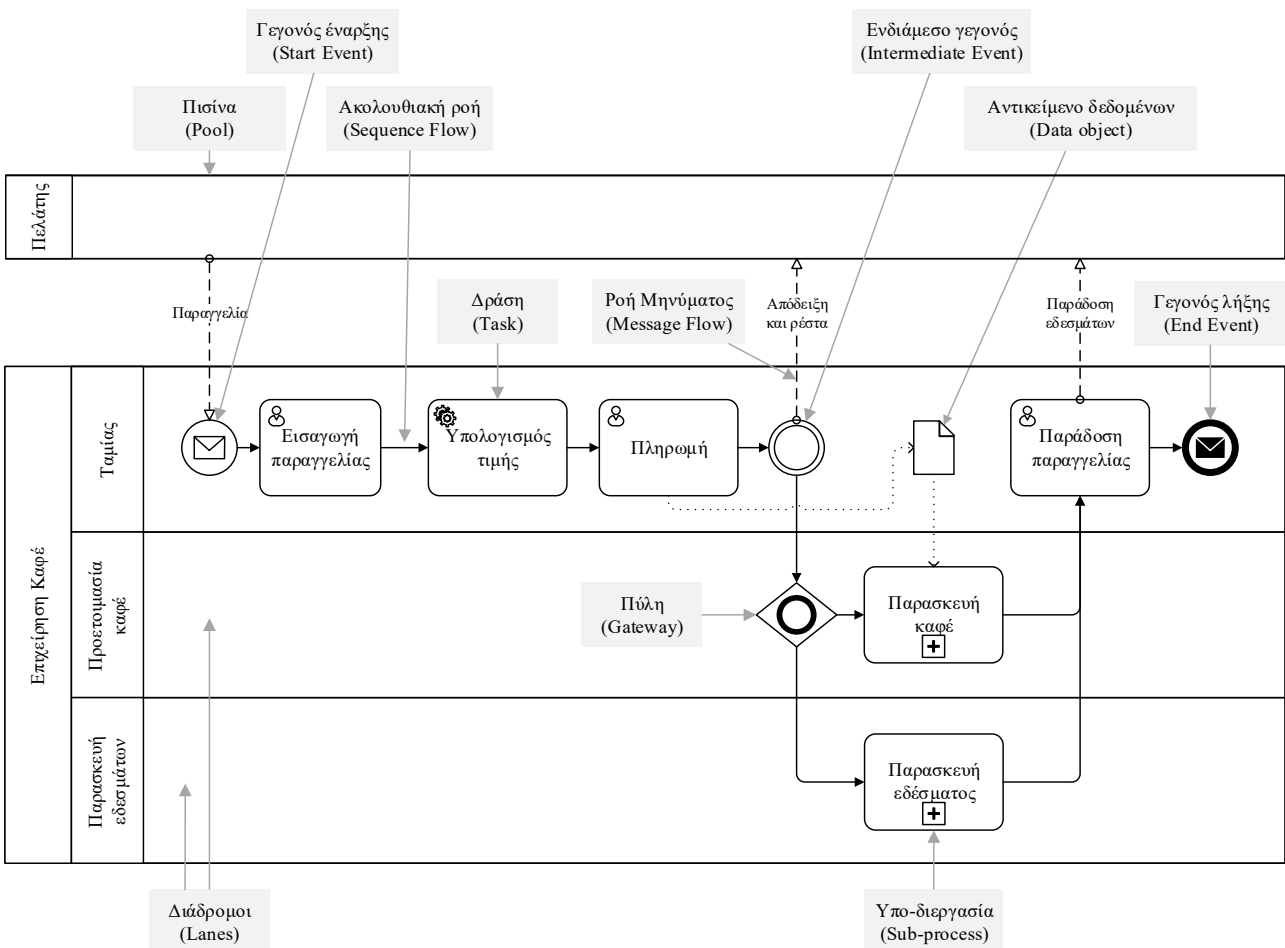 Γεγονός έναρξης
(Start Event)
Ενδιάμεσο γεγονός
(Intermediate Event)
Πισίνα
(Pool)
Ακολουθιακή ροή
(Sequence Flow)
Αντικείμενο δεδομένων
(Data object)
Πελάτης
Παραγγελία
Δράση
(Task)
Ροή Μηνύματος
(Message Flow)
Απόδειξη
και ρέστα
Παράδοση
εδεσμάτων
Γεγονός λήξης
(End Event)
Επιχείρηση Καφέ
Ταμίας
Εισαγωγή
παραγγελίας
Υπολογισμός
τιμής
Πληρωμή
Παράδοση
παραγγελίας
Προετοιμασία
καφέ
Πύλη
(Gateway)
Παρασκευή
καφέ
Παρασκευή
εδεσμάτων
Παρασκευή
εδέσματος
Διάδρομοι
(Lanes)
Υπο-διεργασία
(Sub-process)